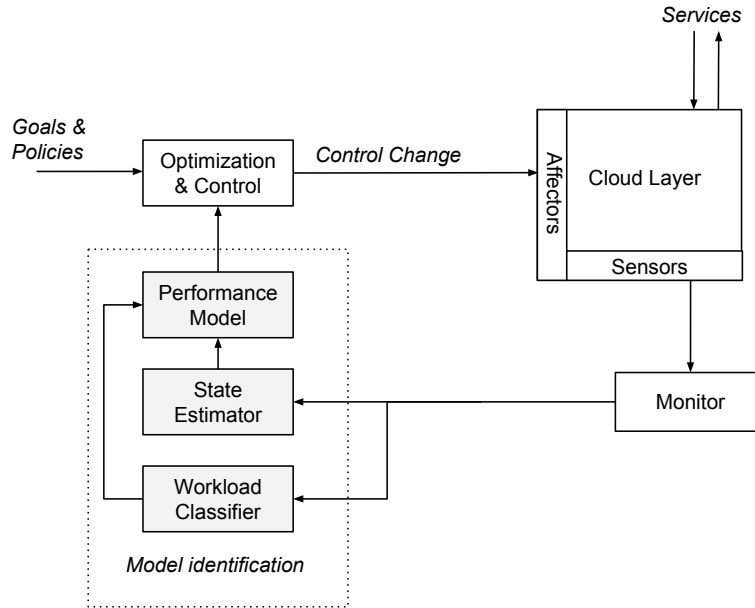 Services
Goals &
Policies
Optimization
& Control
Control Change
Affectors
Cloud Layer
Sensors
Performance
Model
State
Estimator
Monitor
Workload
Classifier
Model identification